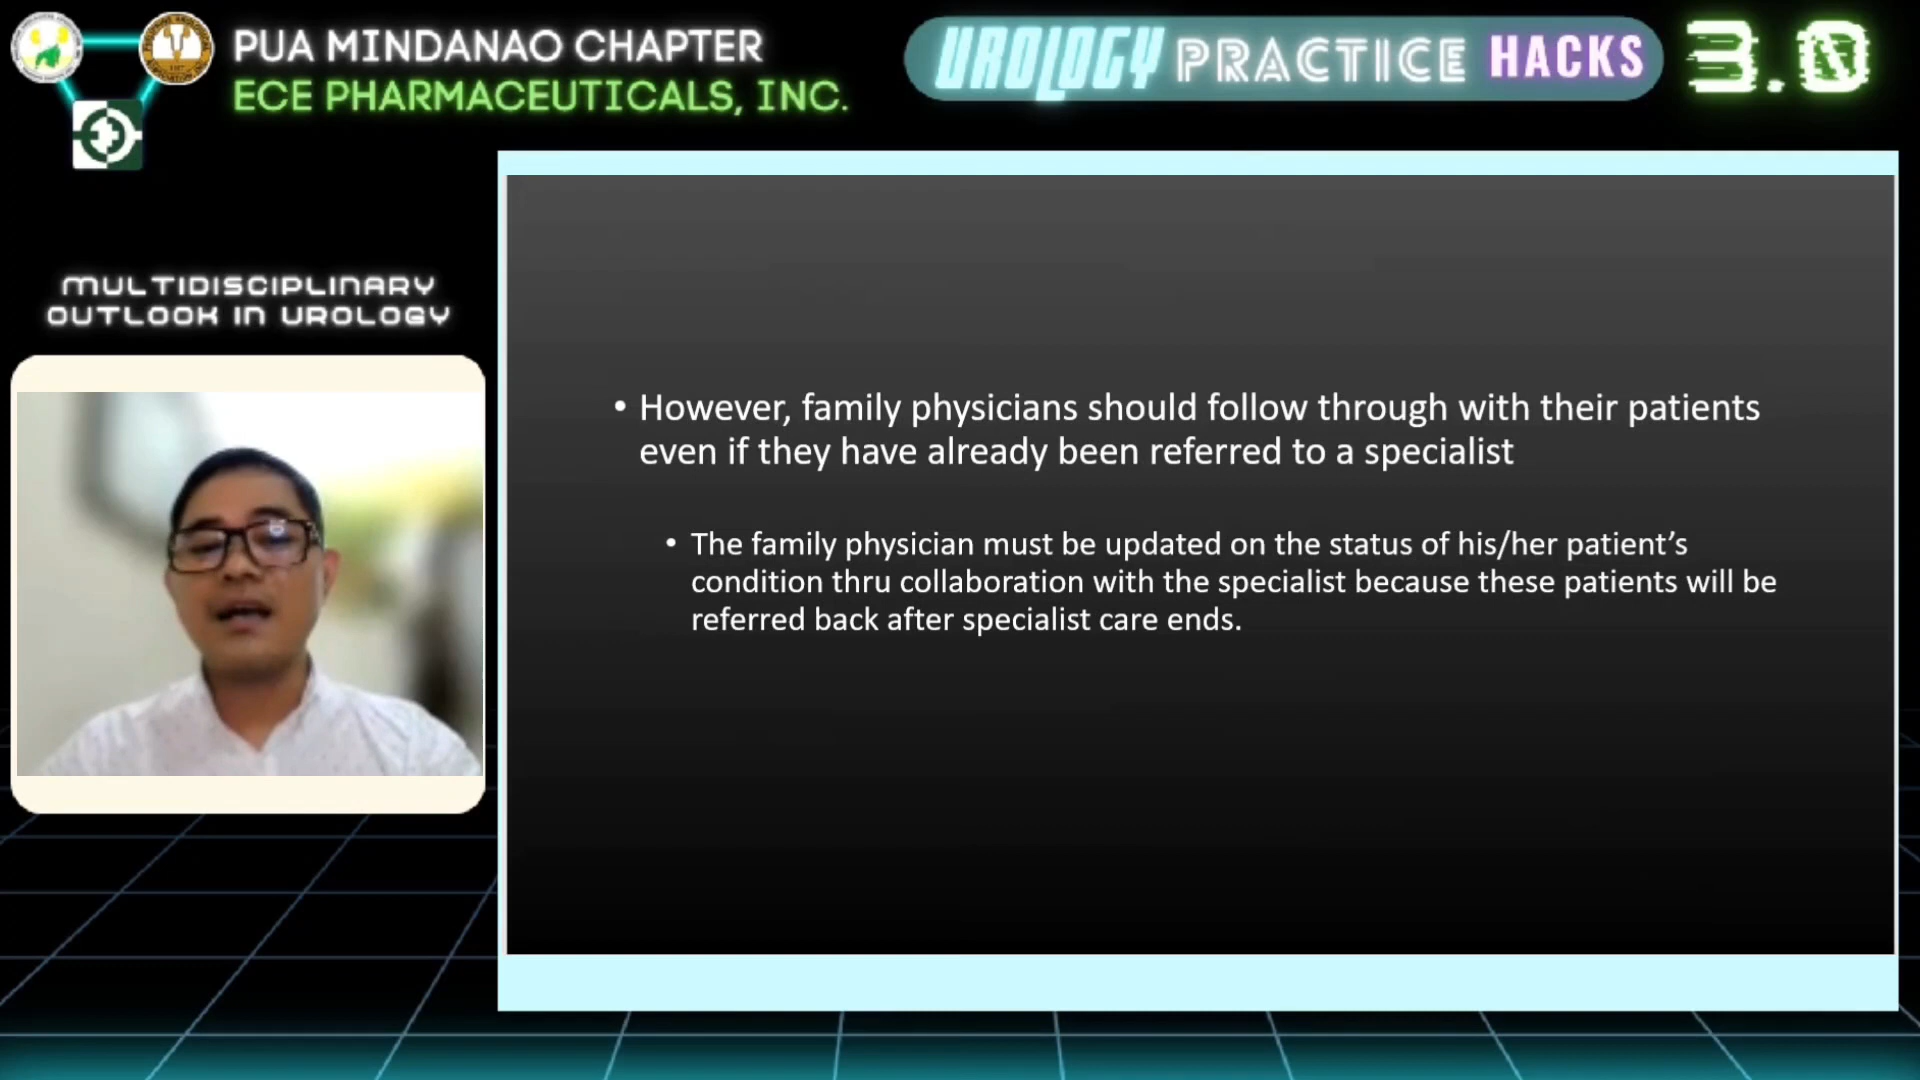 PUA MINDANAO CHAPTER
ECE PHARMACEUTICALS, INC.
UROLOGY PRACTICE HACKS 3.0
MULTIDISCIPLINARY
OUTLOOK IN UROLOGY
• However, family physicians should follow through with their patients
even if they have already been referred to a specialist
• The family physician must be updated on the status of his/her patient’s
condition thru collaboration with the specialist because these patients will be
referred back after specialist care ends.